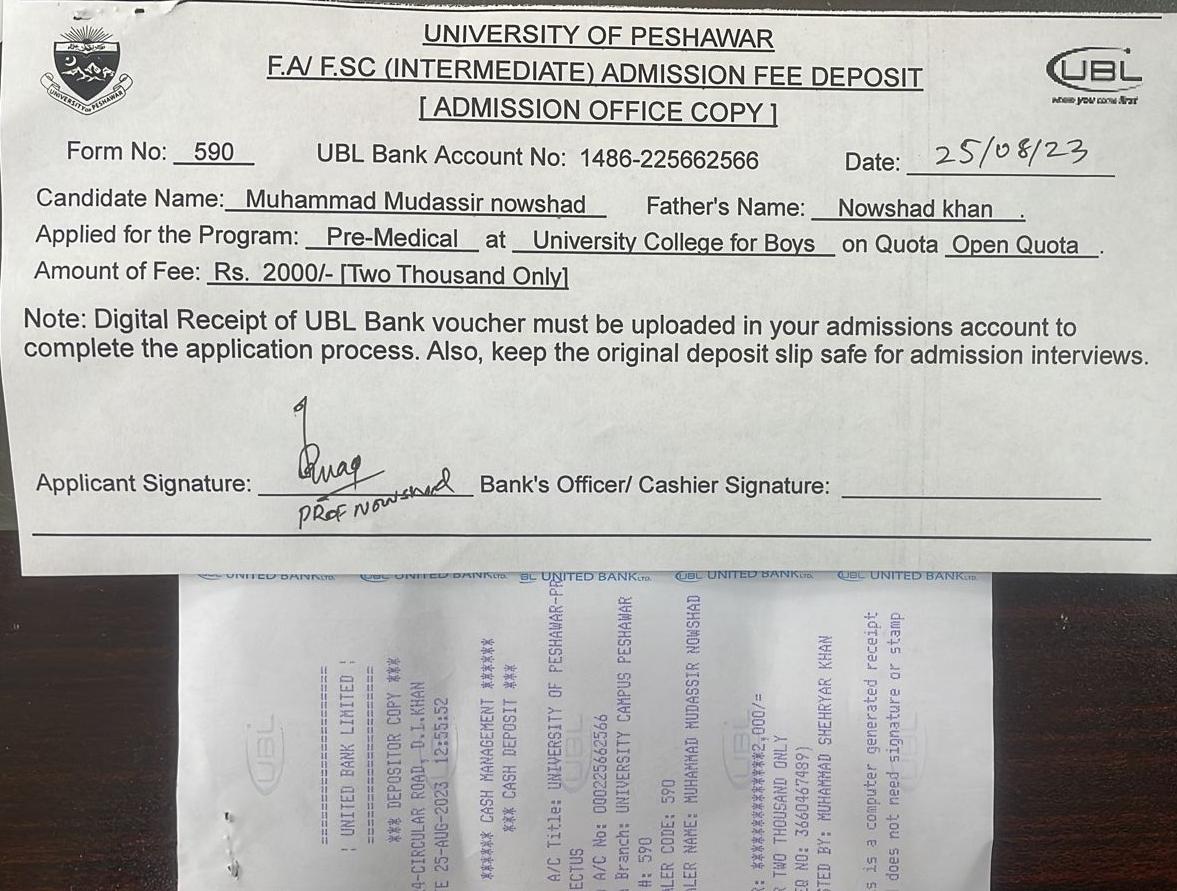 UNIVERSITY OF PESHAWAR
F.A/ F.SC (INTERMEDIATE) ADMISSION FEE DEPOSIT
[ ADMISSION OFFICE COPY ]
UNIVERSITY OF PESHAWAR
UBL
where you come first
Form No: 590 UBL Bank Account No: 1486-225662566 Date: 25/08/23
Candidate Name: Muhammad Mudassir nowshad Father's Name: Nowshad khan .
Applied for the Program: Pre-Medical at University College for Boys on Quota Open Quota .
Amount of Fee: Rs. 2000/- [Two Thousand Only]
Note: Digital Receipt of UBL Bank voucher must be uploaded in your admissions account to
complete the application process. Also, keep the original deposit slip safe for admission interviews.
Applicant Signature: Bank's Officer/ Cashier Signature:
PROF NOWSHAD
UNITED BANK LTD. UBL UNITED BANK LTD. BL UNITED BANK LTD. UBL UNITED BANK LTD. UBL UNITED BANK LTD.
UBL
====================
! UNITED BANK LIMITED !
====================
*** DEPOSITOR COPY ***
4-CIRCULAR ROAD, D.I.KHAN
E 25-AUG-2023 12:55:52
****** CASH MANAGEMENT ******
*** CASH DEPOSIT ***
A/C Title: UNIVERSITY OF PESHAWAR-PR
ECTUS
A/C No: 000225662566
Branch: UNIVERSITY CAMPUS PESHAWAR
#: 590
ALER CODE: 590
ALER NAME: MUHAMMAD MUDASSIR NOWSHAD
R: ************2,000/=
R TWO THOUSAND ONLY
EQ NO: 3660467489)
STED BY: MUHAMMAD SHEHRYAR KHAN
s is a computer generated receipt
does not need signature or stamp